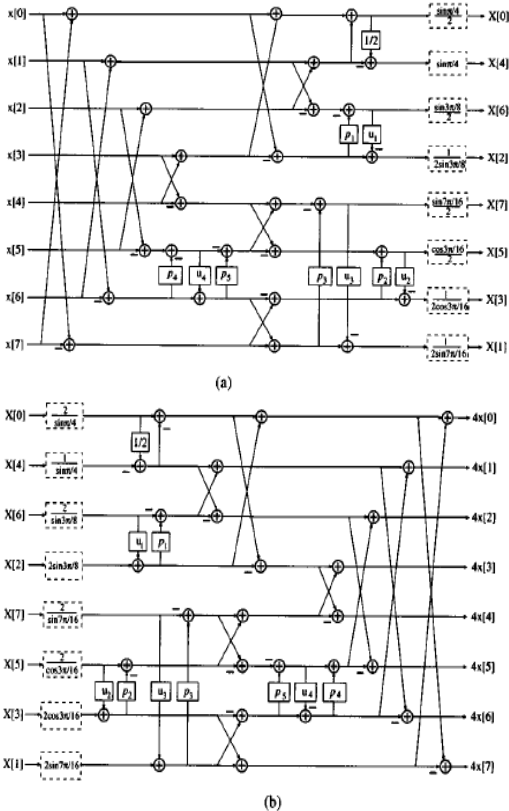 x[0] sinπ/4 / 2 X[0]
1/2
x[1] sinπ/4 X[4]
x[2] p1 u1 sin3π/8 / 2 X[6]
x[3] 1 / 2sin3π/8 X[2]
x[4] sin7π/16 / 2 X[7]
x[5] cos3π/16 / 2 X[5]
p4 u4 p5 p3 u3 p2 u2
x[6] 1 / 2cos3π/16 X[3]
x[7] 1 / 2sin7π/16 X[1]
(a)
X[0] 2 / sinπ/4 4x[0]
1/2
X[4] 1 / sinπ/4 4x[1]
X[6] 2 / sin3π/8 4x[2]
u1 p1
X[2] 2sin3π/8 4x[3]
X[7] 2 / sin7π/16 4x[4]
X[5] 2 / cos3π/16 4x[5]
u2 p2 u3 p3 p5 u4 p4
X[3] 2cos3π/16 4x[6]
X[1] 2sin7π/16 4x[7]
(b)